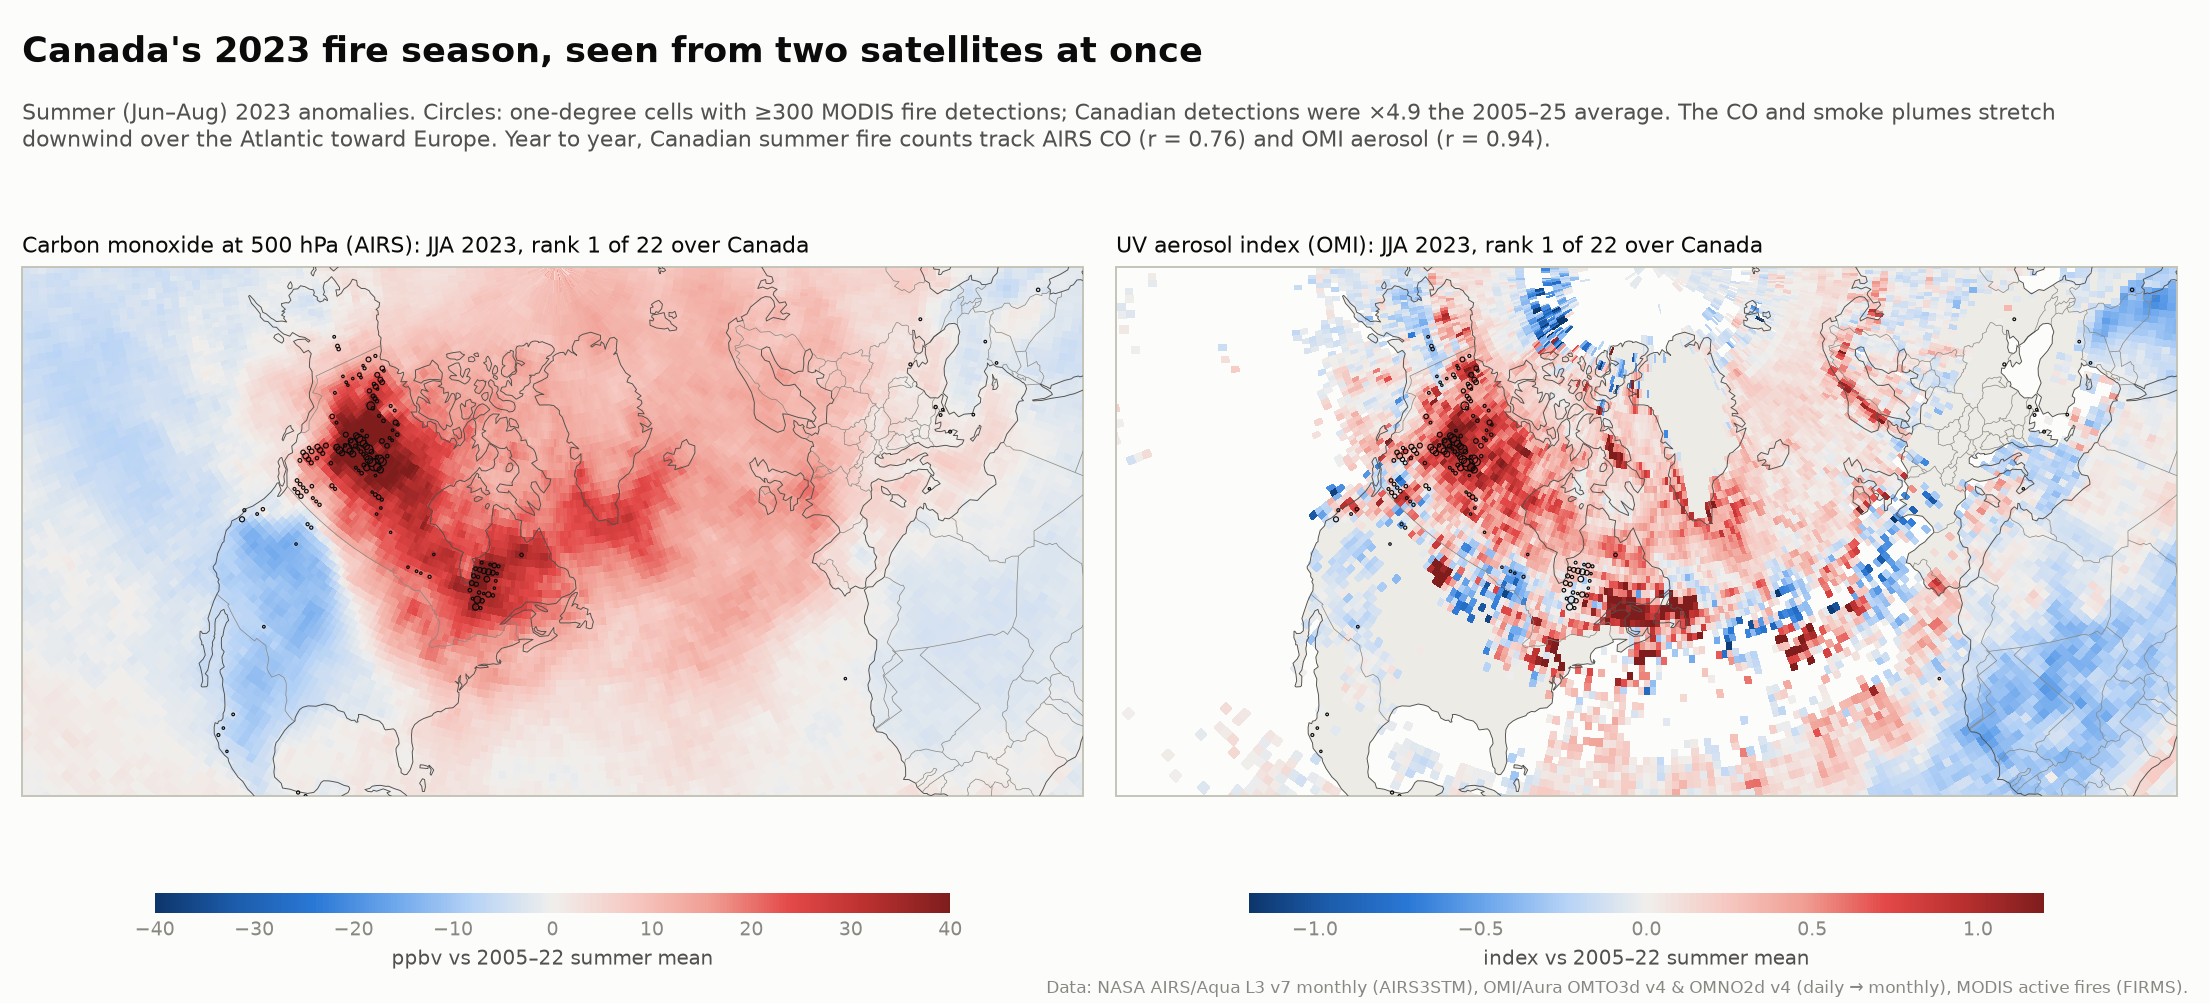 Canada's 2023 fire season, seen from two satellites at once
Summer (Jun–Aug) 2023 anomalies. Circles: one-degree cells with ≥300 MODIS fire detections; Canadian detections were ×4.9 the 2005–25 average. The CO and smoke plumes stretch
downwind over the Atlantic toward Europe. Year to year, Canadian summer fire counts track AIRS CO (r = 0.76) and OMI aerosol (r = 0.94).
Carbon monoxide at 500 hPa (AIRS): JJA 2023, rank 1 of 22 over Canada
UV aerosol index (OMI): JJA 2023, rank 1 of 22 over Canada
−40 −30 −20 −10 0 10 20 30 40
ppbv vs 2005–22 summer mean
−1.0 −0.5 0.0 0.5 1.0
index vs 2005–22 summer mean
Data: NASA AIRS/Aqua L3 v7 monthly (AIRS3STM), OMI/Aura OMTO3d v4 & OMNO2d v4 (daily → monthly), MODIS active fires (FIRMS).